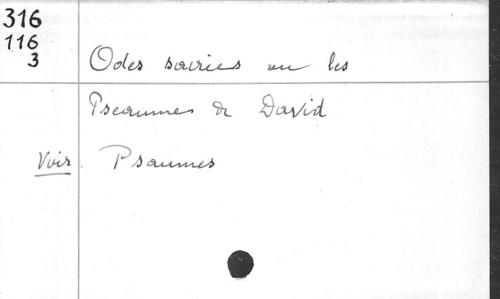 316
116
3
Odes sacrées ou les
Pseaumes de David
Voir Psaumes